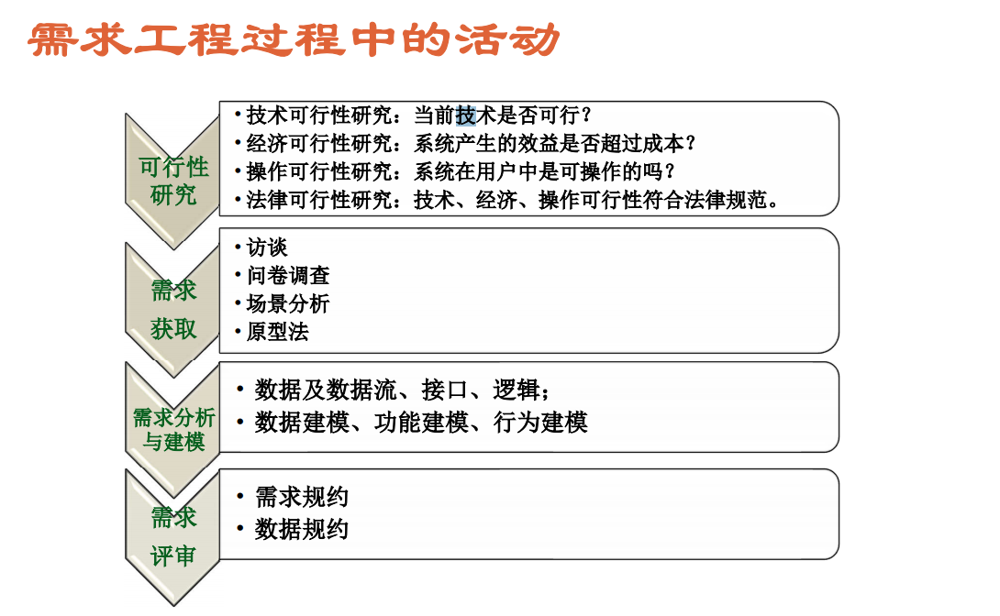 需求工程过程中的活动
可行性
研究
• 技术可行性研究：当前技术是否可行？
• 经济可行性研究：系统产生的效益是否超过成本？
• 操作可行性研究：系统在用户中是可操作的吗？
• 法律可行性研究：技术、经济、操作可行性符合法律规范。
需求
获取
• 访谈
• 问卷调查
• 场景分析
• 原型法
需求分析
与建模
• 数据及数据流、接口、逻辑；
• 数据建模、功能建模、行为建模
需求
评审
• 需求规约
• 数据规约